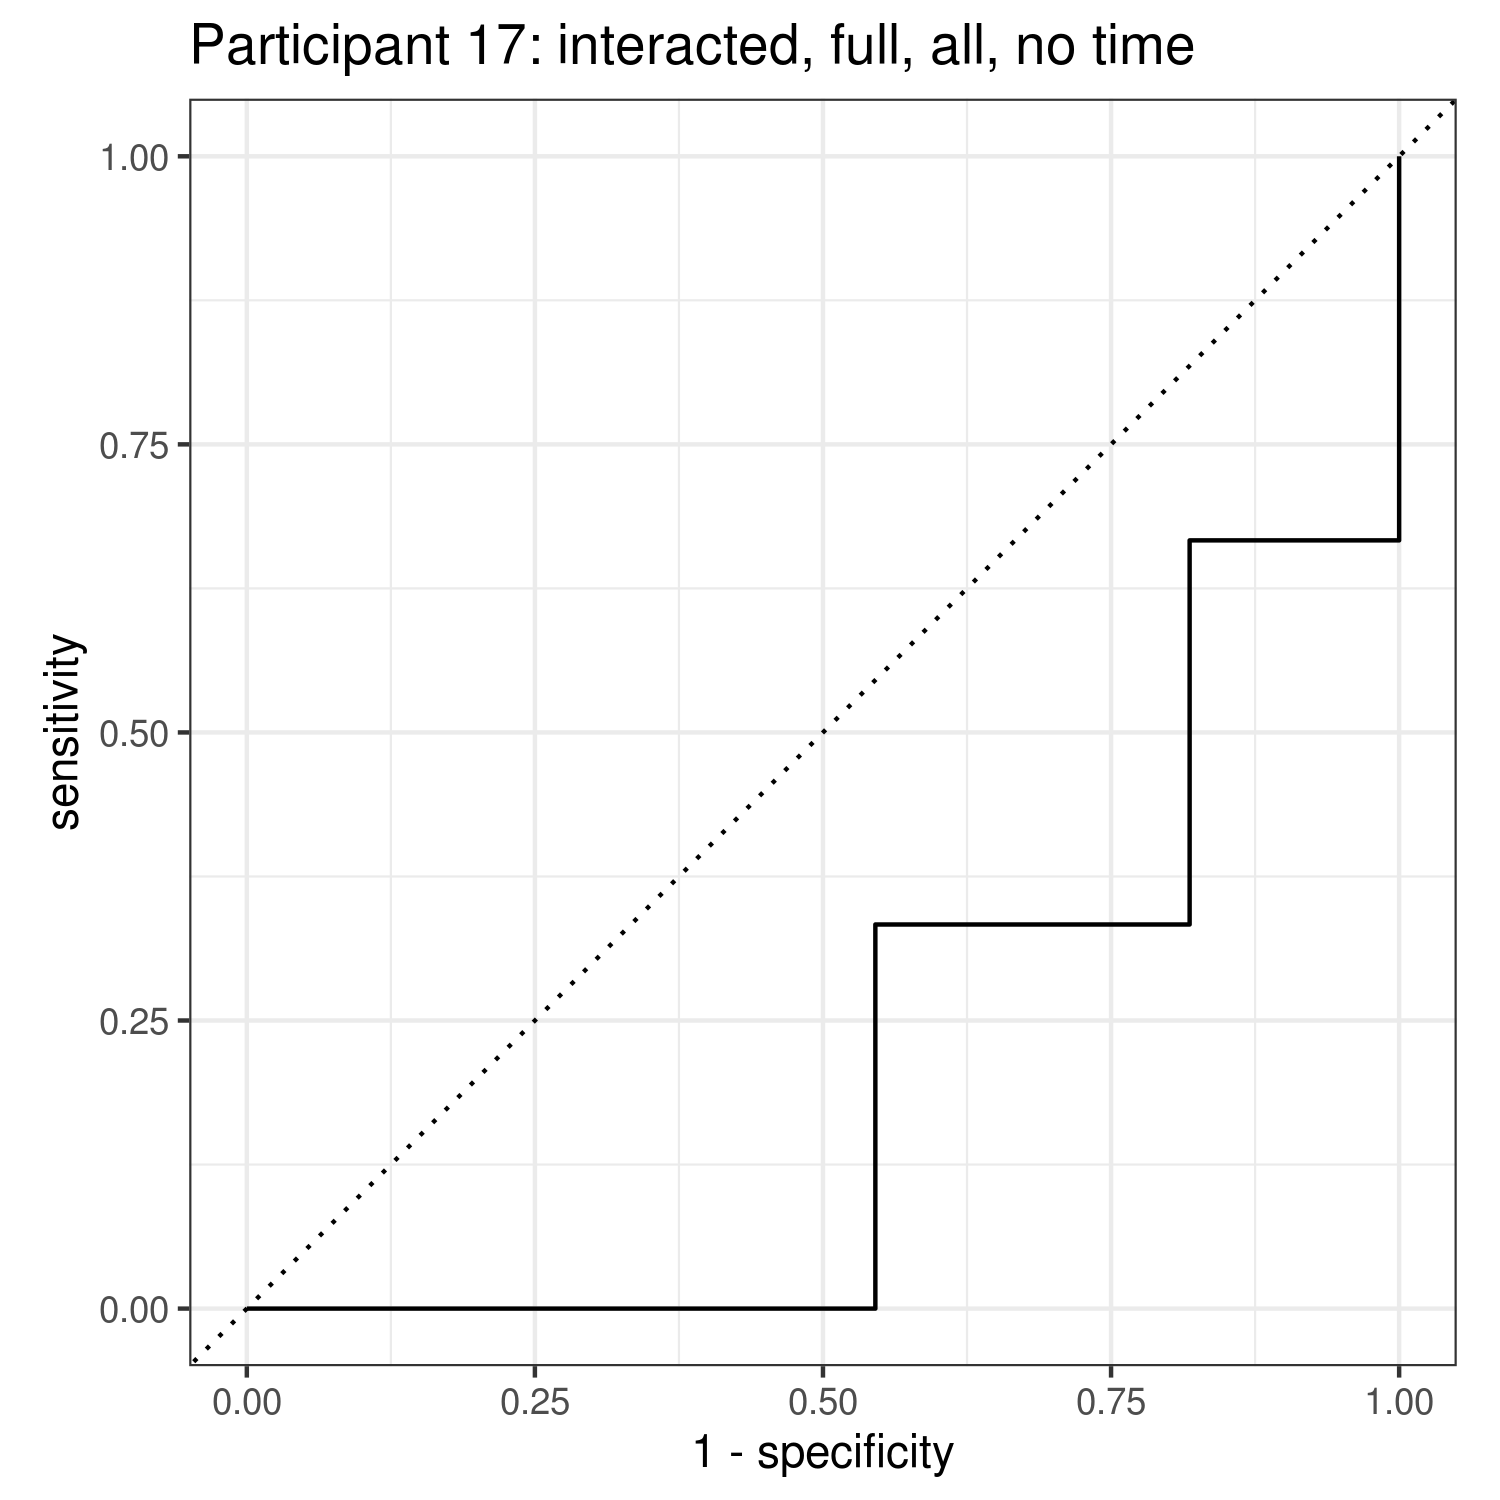 Participant 17: interacted, full, all, no time
1.00
0.75
0.50
0.25
0.00
sensitivity
0.00 0.25 0.50 0.75 1.00
1 - specificity